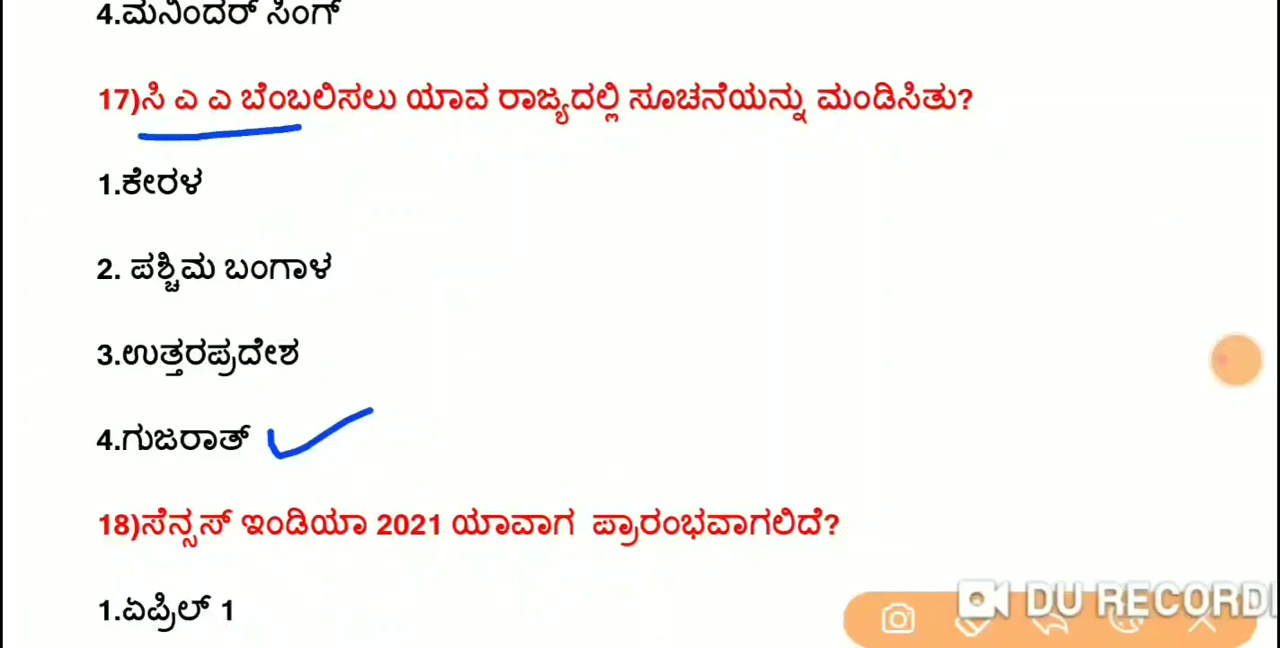 4.ಮನಿಂದರ್ ಸಿಂಗ್
17)ಸಿ ಎ ಎ ಬೆಂಬಲಿಸಲು ಯಾವ ರಾಜ್ಯದಲ್ಲಿ ಸೂಚನೆಯನ್ನು ಮಂಡಿಸಿತು?
1.ಕೇರಳ
2. ಪಶ್ಚಿಮ ಬಂಗಾಳ
3.ಉತ್ತರಪ್ರದೇಶ
4.ಗುಜರಾತ್
18)ಸೆನ್ಸಸ್ ಇಂಡಿಯಾ 2021 ಯಾವಾಗ ಪ್ರಾರಂಭವಾಗಲಿದೆ?
1.ಏಪ್ರಿಲ್ 1
DU RECORD